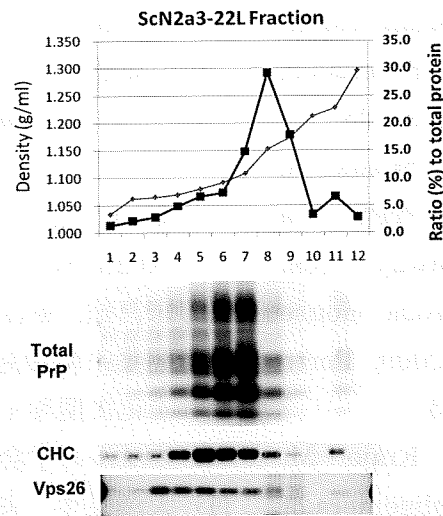 ScN2a3-22L Fraction
Density (g/ml)
1.350
1.300
1.250
1.200
1.150
1.100
1.050
1.000
35.0
30.0
25.0
20.0
15.0
10.0
5.0
0.0
Ratio (%) to total protein
1 2 3 4 5 6 7 8 9 10 11 12
Total
PrP
CHC
Vps26